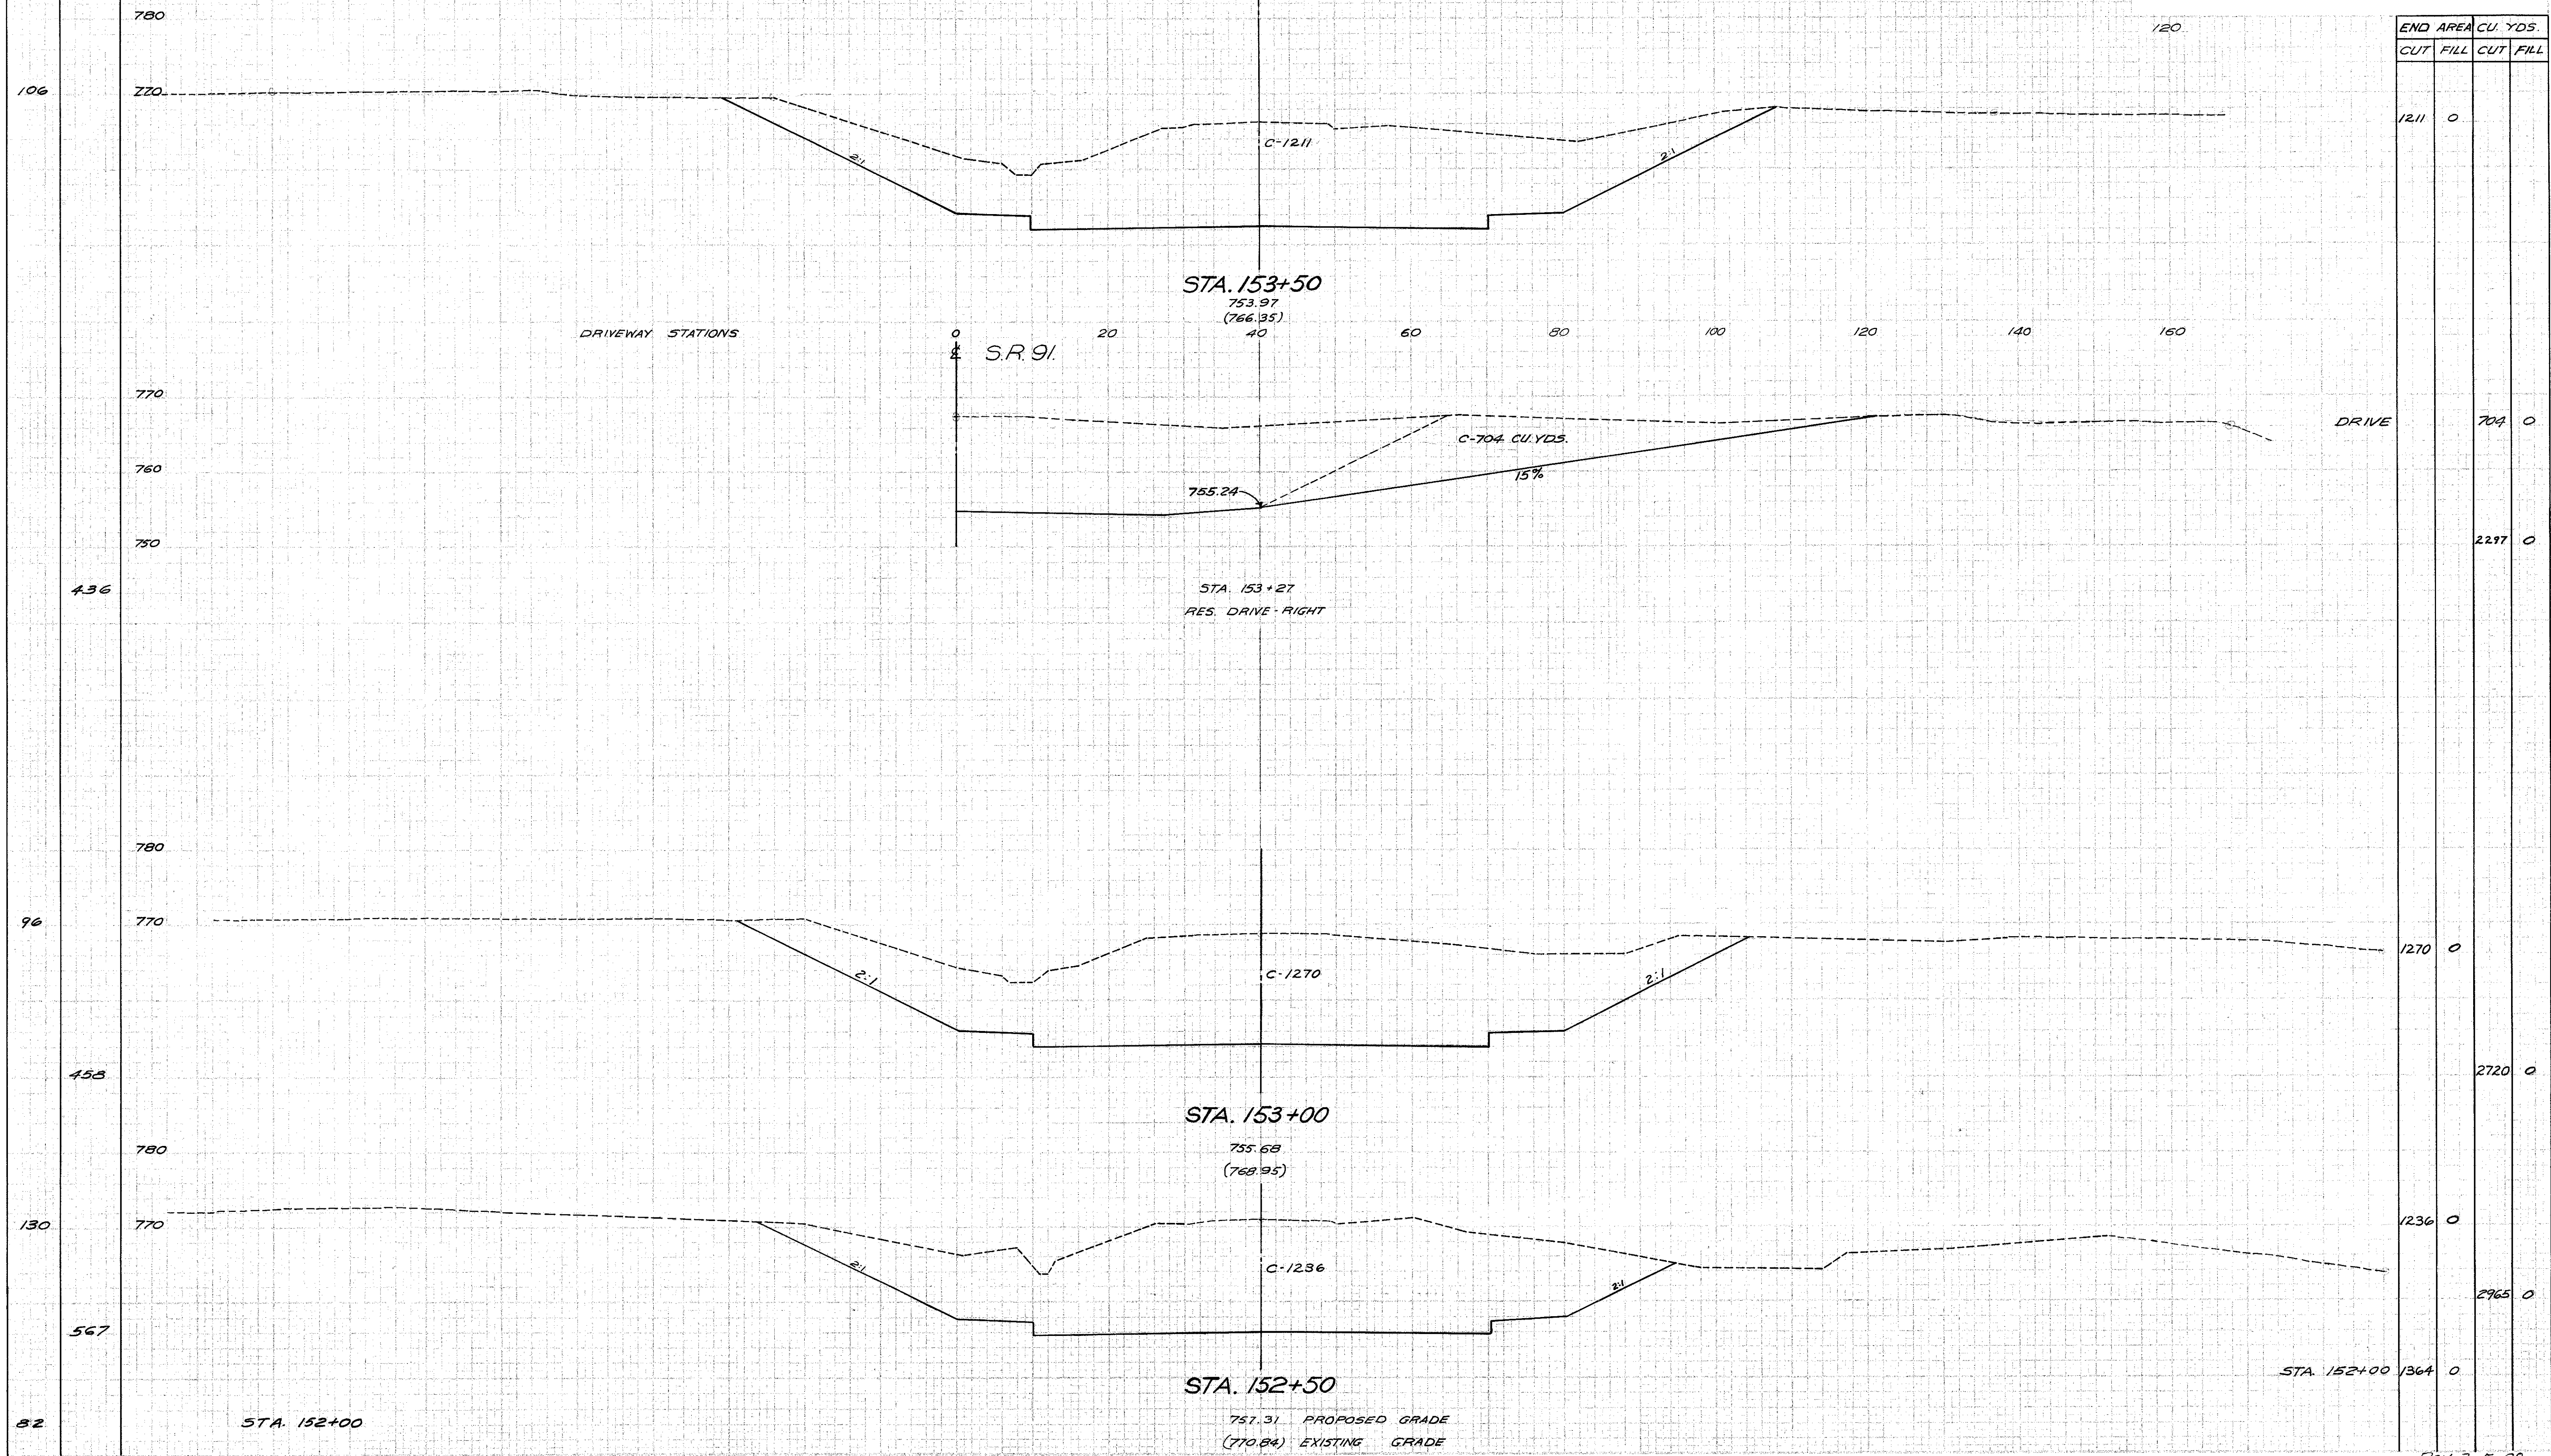 780
120
END AREA CU. YDS.
CUT FILL CUT FILL
106 770 1211 0
C-1211
2:1 2:1
STA. 153+50
753.97
(766.35)
DRIVEWAY STATIONS 0 20 40 60 80 100 120 140 160
℄ S.R. 91.
770
DRIVE 704 0
C-704 CU.YDS.
760
15%
755.24
750 2297 0
436 STA. 153+27
RES. DRIVE - RIGHT
780
96 770 1270 0
2:1 C-1270 2:1
458 2720 0
STA. 153+00
780 755.68
(768.95)
130 770 1236 0
2:1 C-1236 2:1
2965 0
567
STA. 152+00 1364 0
STA. 152+50
82 STA. 152+00 757.31 PROPOSED GRADE
(770.84) EXISTING GRADE